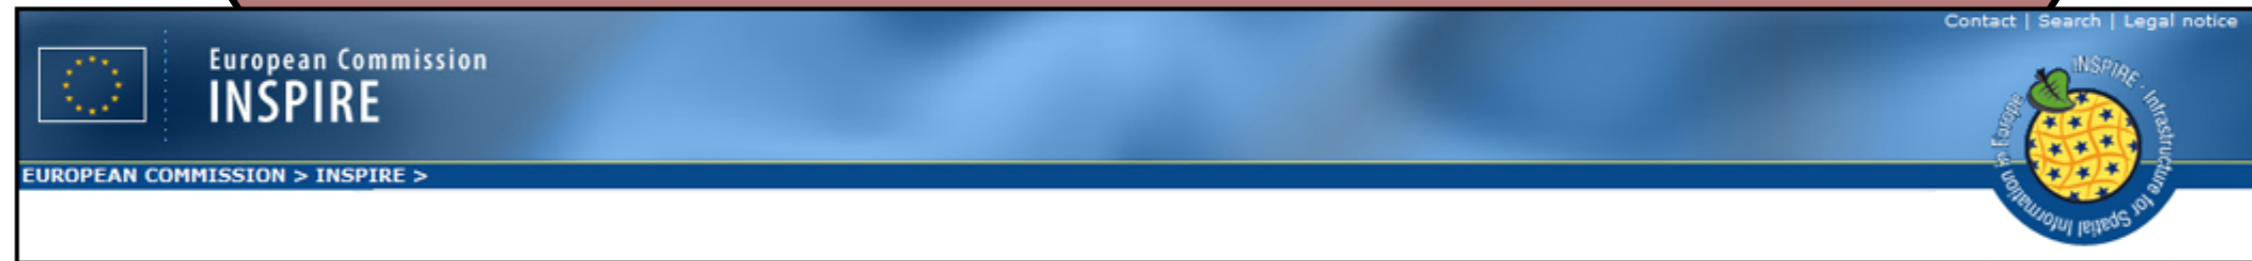 Contact | Search | Legal notice
European Commission
INSPIRE
INSPIRE - Infrastructure for Spatial Information in Europe
EUROPEAN COMMISSION > INSPIRE >